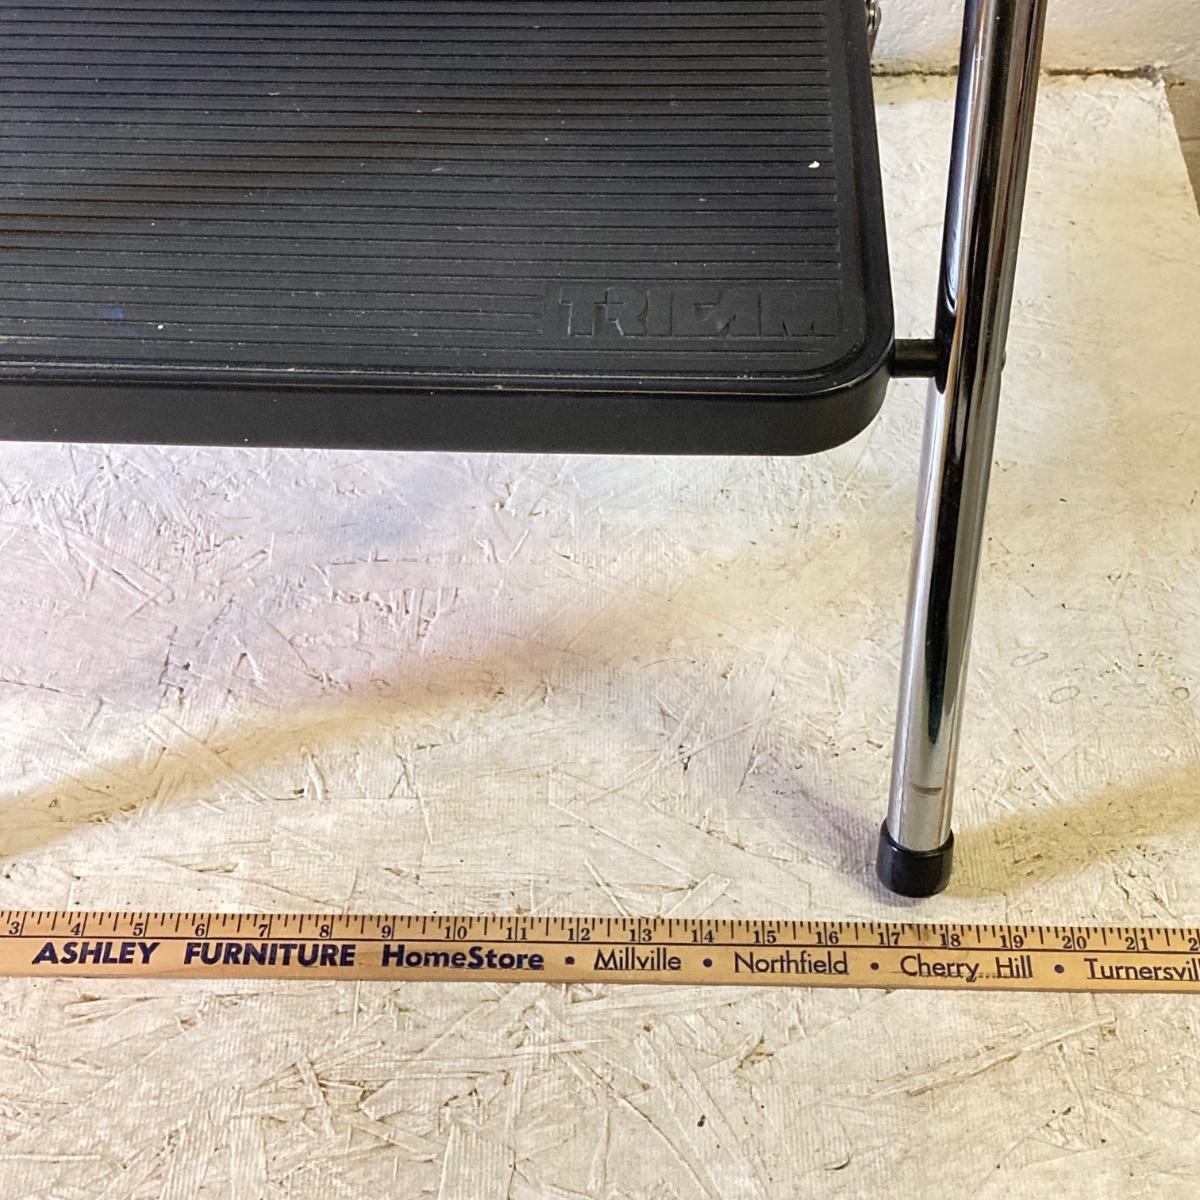 TRICAM
3 4 5 6 7 8 9 10 11 12 13 14 15 16 17 18 19 20 21
ASHLEY FURNITURE HomeStore • Millville • Northfield • Cherry Hill •